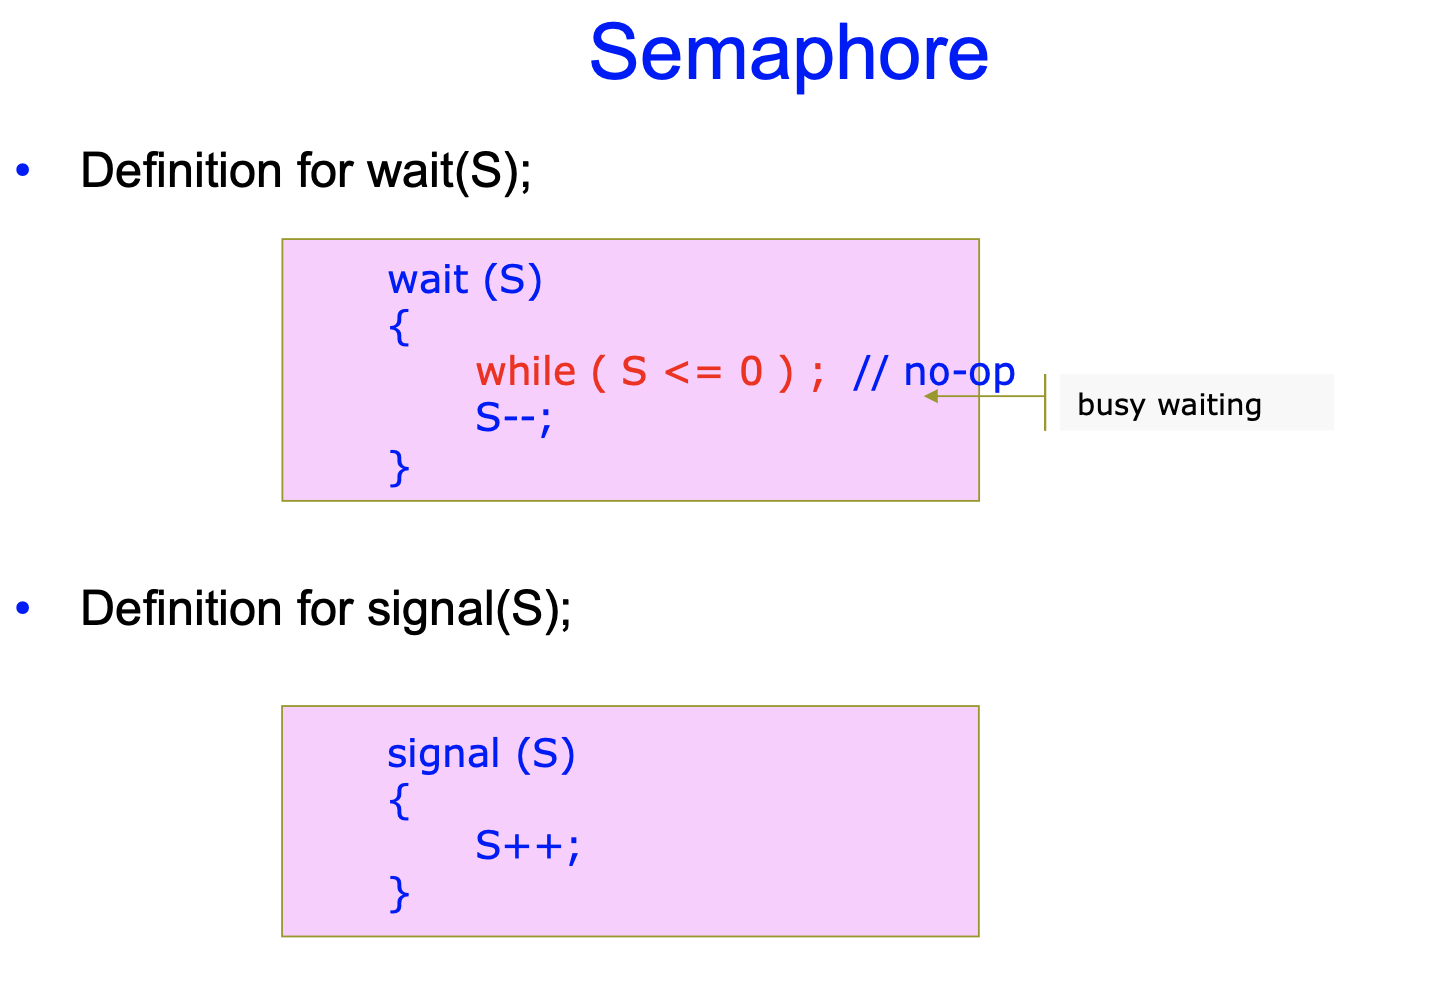 Semaphore
• Definition for wait(S);
wait (S)
{
while ( S <= 0 ) ; // no-op
busy waiting
S--;
}
• Definition for signal(S);
signal (S)
{
S++;
}